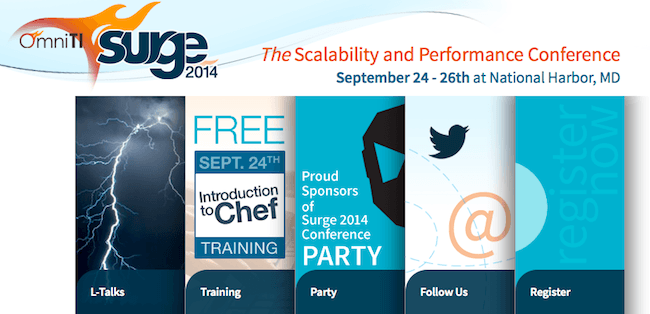 OmniTI surge 2014
The Scalability and Performance Conference
September 24 - 26th at National Harbor, MD
FREE
SEPT. 24TH
Introduction
to Chef
TRAINING
Proud
Sponsors
of
Surge 2014
Conference
PARTY
@
register
now
L-Talks
Training
Party
Follow Us
Register